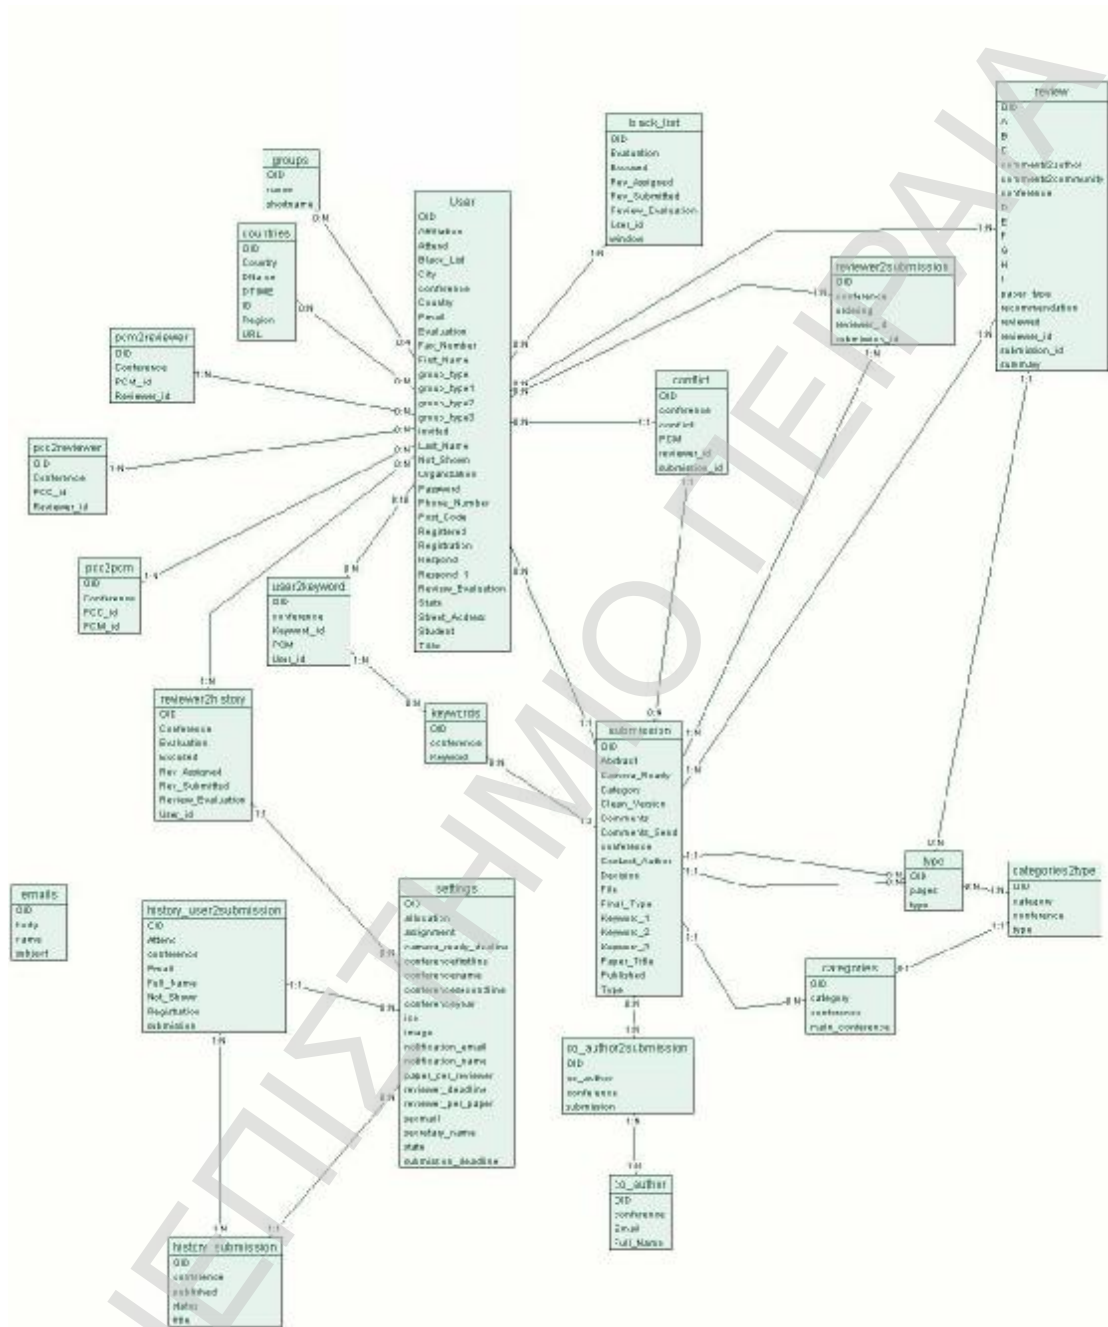 groups
OID
name
shortname
countries
OID
Country
DTIME
ID
Region
URL
pcm2reviewer
OID
Conference
PCM_id
Reviewer_id
pcc2reviewer
OID
Conference
PCC_id
Reviewer_id
pcc2pcm
OID
Conference
PCC_id
PCM_id
User
OID
Affiliation
Attend
Black_List
City
conference
Country
Email
Evaluation
Fax_Number
First_Name
group_type
group_type1
group_type2
group_type3
Invited
Last_Name
Not_Shown
Organization
Password
Phone_Number
Post_Code
Registered
Registration
Respond
Respond_1
Review_Evaluation
State
Street_Address
Student
Title
black_list
OID
Evaluation
Excused
Rev_Assigned
Rev_Submitted
Review_Evaluation
User_id
window
review
OID
A
B
C
comments2author
comments2community
conference
D
E
F
G
H
I
paper_type
recommendation
reviewed
reviewer_id
submission_id
summary
reviewer2submission
OID
conference
ordering
reviewer_id
submission_id
conflict
OID
conference
conflict
PCM
reviewer_id
submission_id
user2keyword
OID
conference
Keyword_id
PCM
User_id
keywords
OID
conference
Keyword
reviewer2history
OID
Conference
Evaluation
Excused
Rev_Assigned
Rev_Submitted
Review_Evaluation
User_id
submission
OID
Abstract
Camera_Ready
Category
Clean_Version
Comments
Comments_Send
conference
Contact_Author
Decision
File
Final_Type
Keyword_1
Keyword_2
Keyword_3
Paper_Title
Published
Type
type
OID
pages
type
categories2type
OID
category
conference
type
categories
OID
category
conference
main_conference
emails
OID
body
name
subject
history_user2submission
OID
Attend
conference
Email
Full_Name
Not_Shown
Registration
submission
settings
OID
allocation
assignment
camera_ready_deadline
conferencefirstline
conferencename
conferencesecondline
conferenceyear
image
notification_email
notification_name
paper_per_reviewer
reviewer_deadline
reviewer_per_paper
secretary_name
state
submission_deadline
co_author2submission
OID
co_author
conference
submission
co_author
OID
conference
Email
Full_Name
history_submission
OID
conference
published
status
title